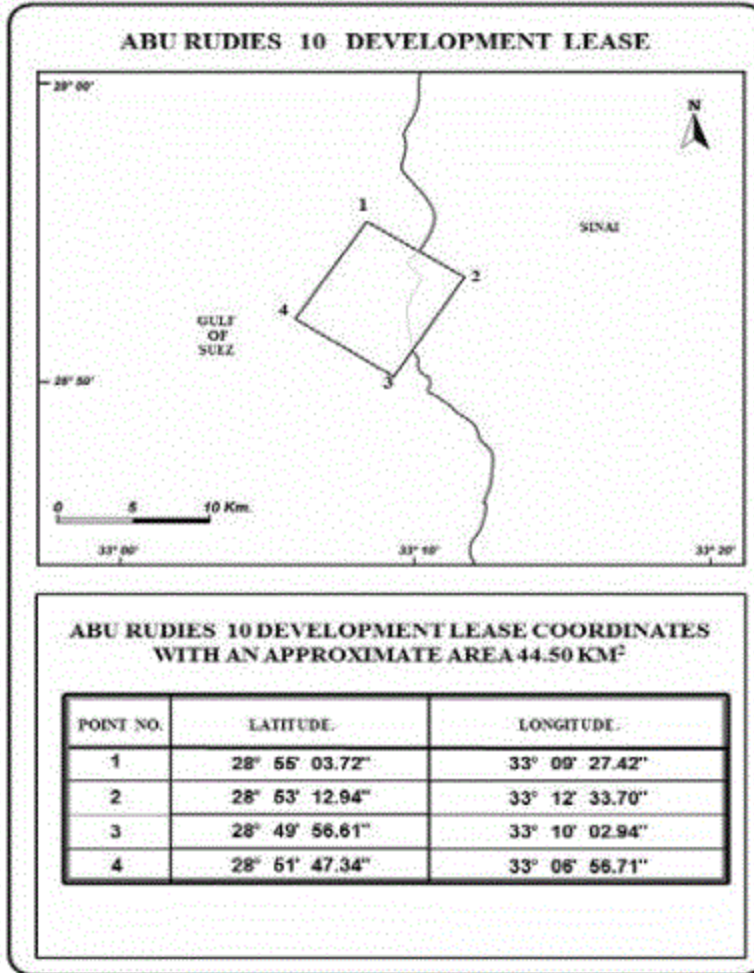 ABU RUDIES 10 DEVELOPMENT LEASE
29° 00'
N
1
SINAI
2
4
GULF
OF
SUEZ
28° 50'
3
0 5 10 Km.
33° 00' 33° 10' 33° 20'
ABU RUDIES 10 DEVELOPMENT LEASE COORDINATES
WITH AN APPROXIMATE AREA 44.50 KM²
POINT NO. LATITUDE. LONGITUDE.
1 28° 55' 03.72" 33° 09' 27.42"
2 28° 53' 12.94" 33° 12' 33.70"
3 28° 49' 56.61" 33° 10' 02.94"
4 28° 51' 47.34" 33° 06' 56.71"